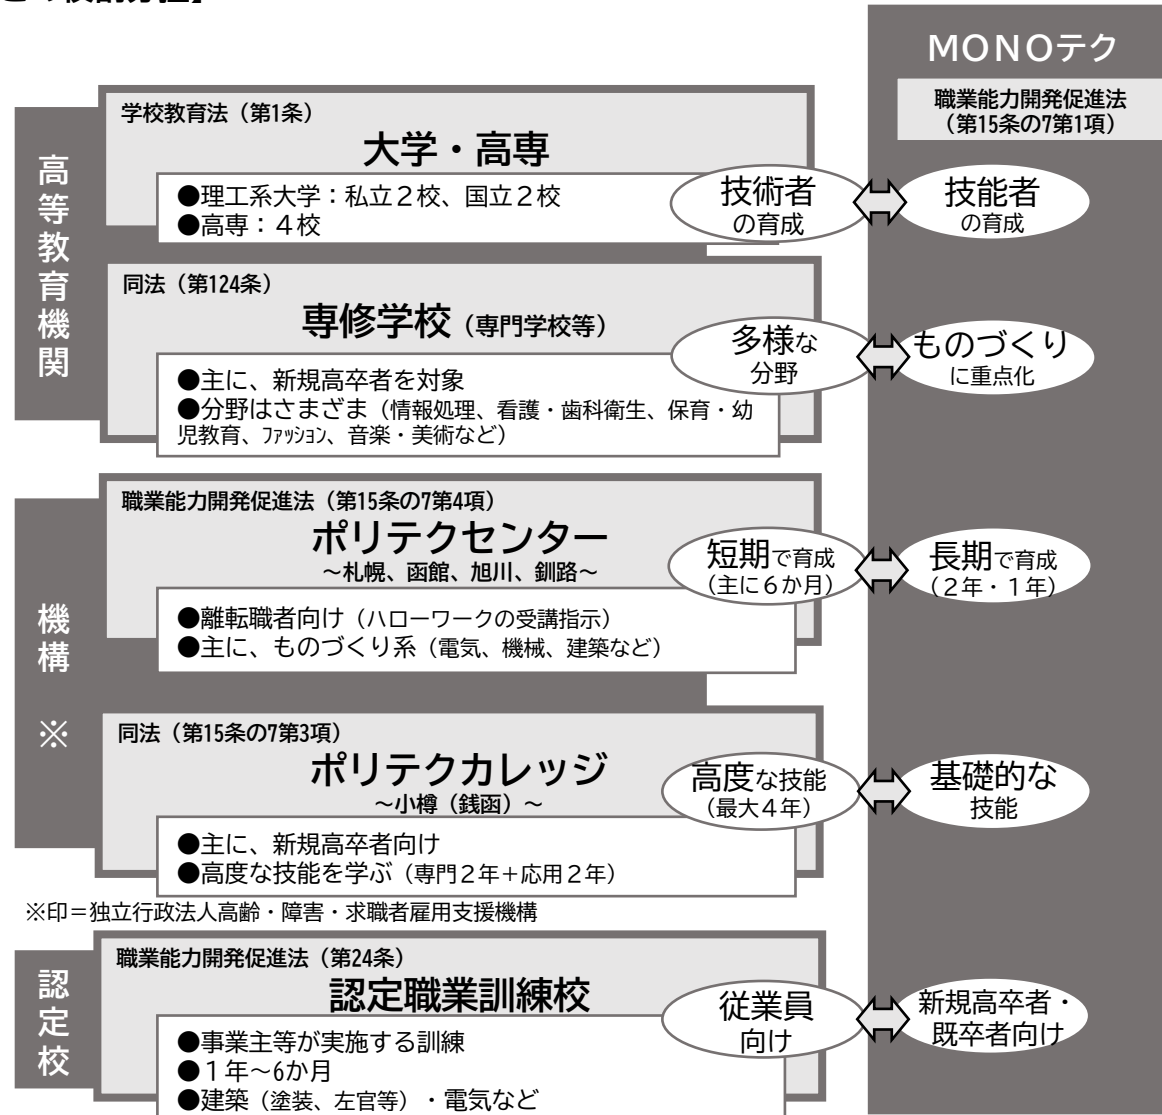 MONOテク
職業能力開発促進法
（第15条の7第1項）
高等教育機関
学校教育法（第1条）
大学・高専
●理工系大学：私立２校、国立２校
●高専：４校
技術者
の育成
技能者
の育成
同法（第124条）
専修学校（専門学校等）
●主に、新規高卒者を対象
●分野はさまざま（情報処理、看護・歯科衛生、保育・幼
児教育、ﾌｧｯｼｮﾝ、音楽・美術など）
多様な
分野
ものづくり
に重点化
機構
※
職業能力開発促進法（第15条の7第4項）
ポリテクセンター
～札幌、函館、旭川、釧路～
●離転職者向け（ハローワークの受講指示）
●主に、ものづくり系（電気、機械、建築など）
短期で育成
（主に６か月）
長期で育成
（２年・１年）
同法（第15条の7第3項）
ポリテクカレッジ
～小樽（銭函）～
●主に、新規高卒者向け
●高度な技能を学ぶ（専門２年＋応用２年）
高度な技能
（最大４年）
基礎的な
技能
※印＝独立行政法人高齢・障害・求職者雇用支援機構
認定校
職業能力開発促進法（第24条）
認定職業訓練校
●事業主等が実施する訓練
●１年～6か月
●建築（塗装、左官等）・電気など
従業員
向け
新規高卒者・
既卒者向け